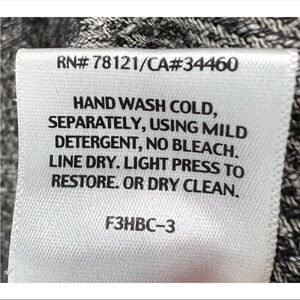 RN# 78121/CA#34460
HAND WASH COLD,
SEPARATELY, USING MILD
DETERGENT, NO BLEACH.
LINE DRY. LIGHT PRESS TO
RESTORE. OR DRY CLEAN.
F3HBC-3